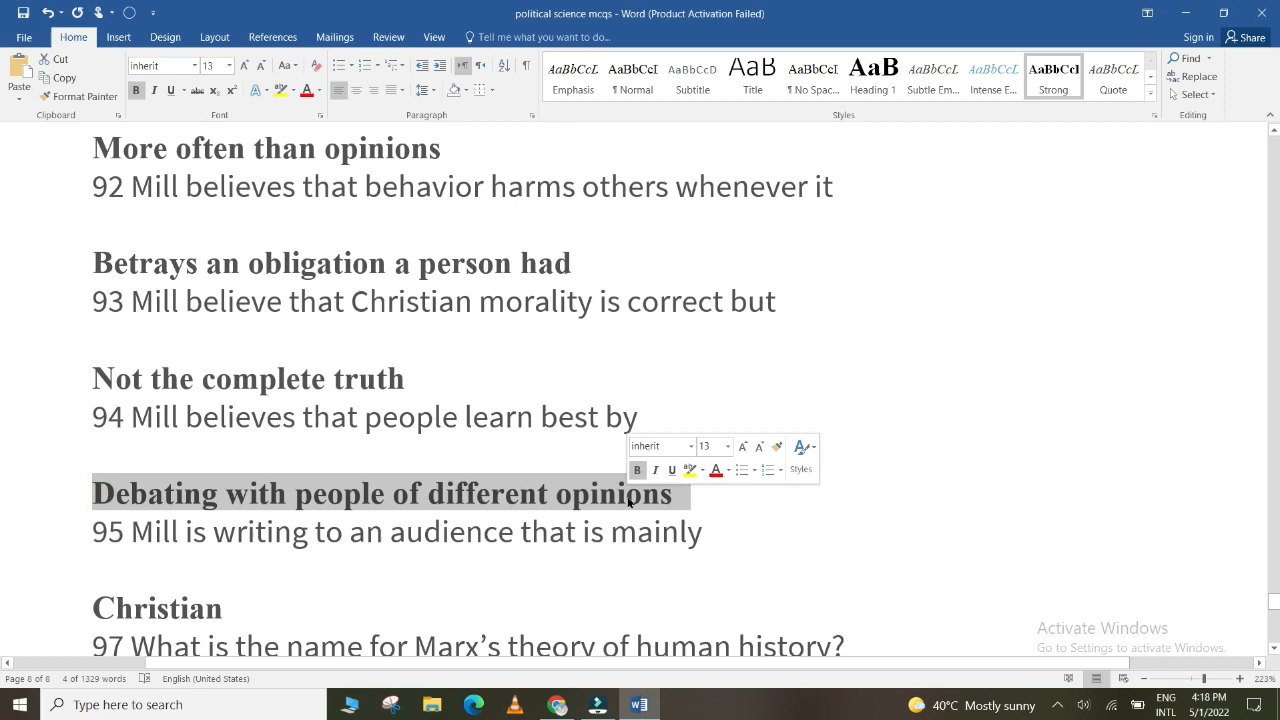 political science mcqs - Word (Product Activation Failed)
File Home Insert Design Layout References Mailings Review View Tell me what you want to do... Sign in Share
Paste Cut Copy Format Painter
inherit 13
B I U
AaBbCcL AaBbCcL AaBbCcD AaB AaBbCcL AaB AaBbCcL AaBbCcL AaBbCcl AaBbCcL
Emphasis ¶ Normal Subtitle Title ¶ No Spac... Heading 1 Subtle Em... Intense E... Strong Quote
Find Replace Select
Clipboard Font Paragraph Styles Editing
More often than opinions
92 Mill believes that behavior harms others whenever it
Betrays an obligation a person had
93 Mill believe that Christian morality is correct but
Not the complete truth
94 Mill believes that people learn best by
inherit 13
B I U Styles
Debating with people of different opinions
95 Mill is writing to an audience that is mainly
Christian
97 What is the name for Marx’s theory of human history?
Activate Windows
Go to Settings to activate Windows.
Page 8 of 8 4 of 1329 words English (United States) 223%
Type here to search 40°C Mostly sunny ENG INTL 4:18 PM 5/1/2022